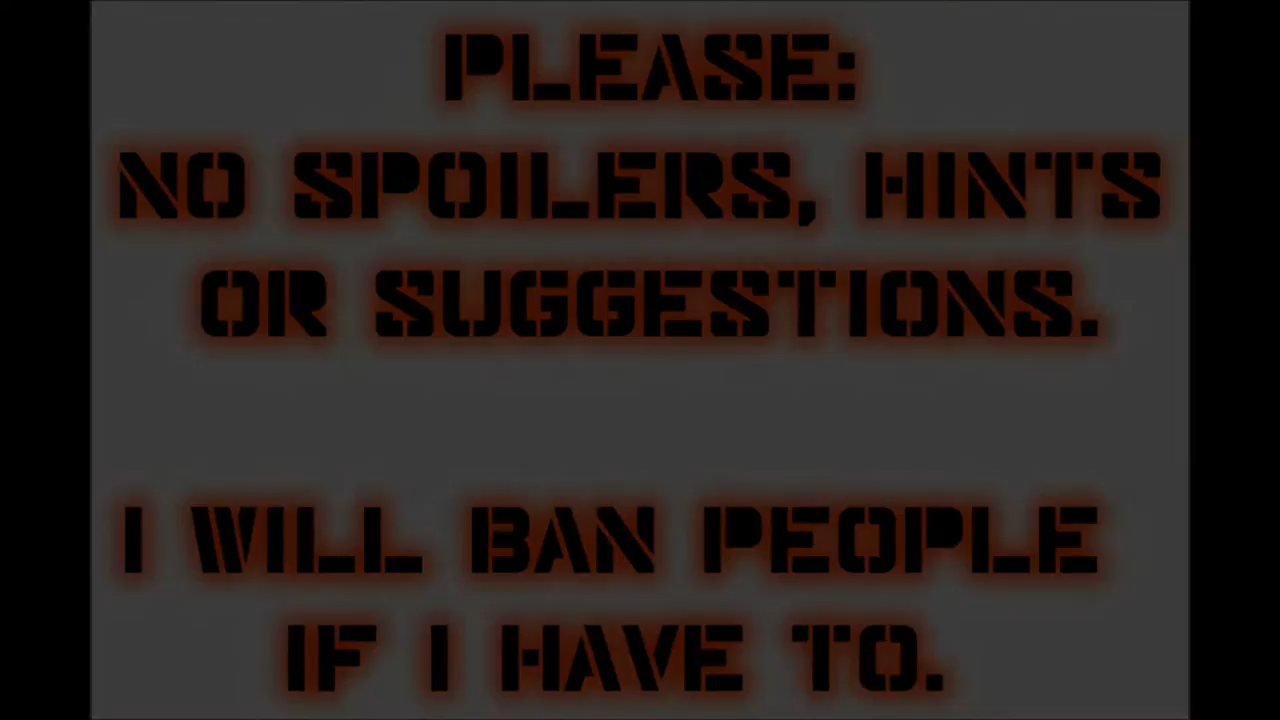 PLEASE:
NO SPOILERS, HINTS
OR SUGGESTIONS.
I WILL BAN PEOPLE
IF I HAVE TO.